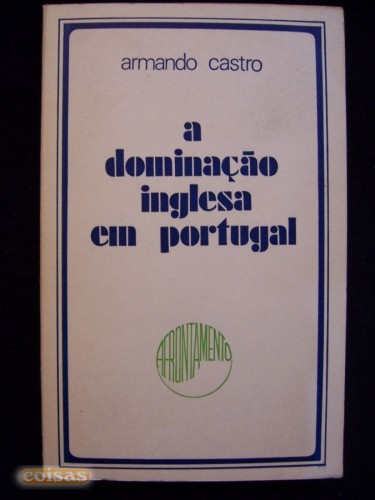 armando castro
a
dominação
inglesa
em portugal
AFRONTAMENTO
coisas